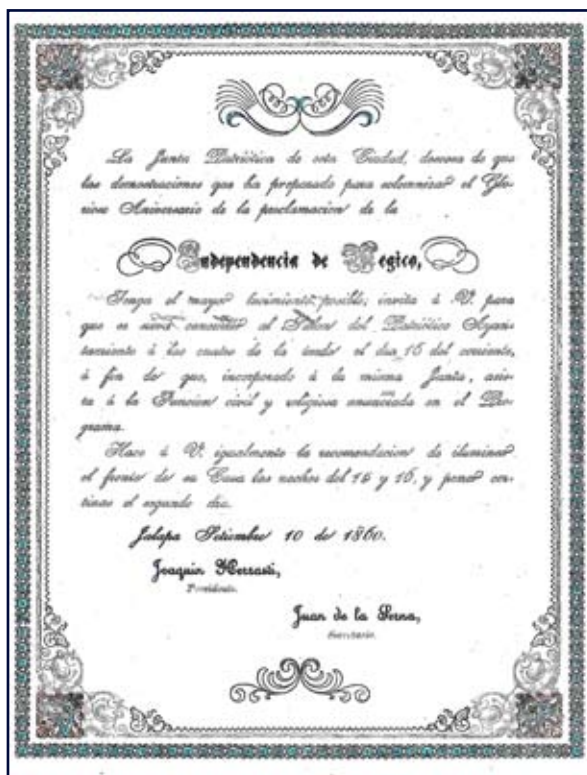 La Junta Patriótica de esta Ciudad, deseosa de que
las demostraciones que ha preparado para solemnizar el Glo-
rioso Aniversario de la proclamacion de la
Independencia de Megico,
Tenga el mayor lucimiento posible, invita á V. para
que se sirva concurrir al Salon del Patriótico Ayun-
tamiento á las cuatro de la tarde el dia 16 del corriente,
á fin de que, incorporado á la misma Junta, asis-
ta á la Funcion civil y religiosa anunciada en el Pro-
grama.
Hace á V. igualmente la recomendacion de iluminar
el frente de su Casa las noches del 15 y 16, y poner cor-
tinas el segundo dia.
Jalapa Setiembre 10 de 1860.
Joaquin Herrasti,
Presidente.
Juan de la Serna,
Secretario.